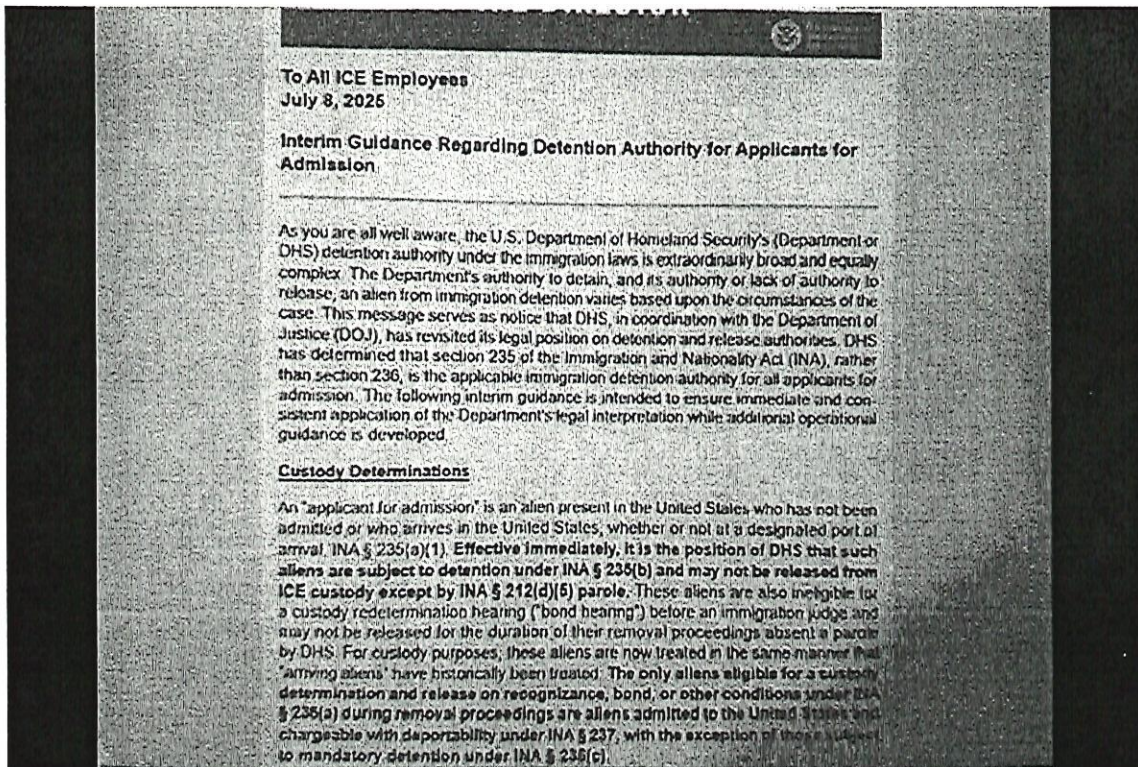 To All ICE Employees
July 8, 2025
Interim Guidance Regarding Detention Authority for Applicants for
Admission
As you are all well aware, the U.S. Department of Homeland Security's (Department or
DHS) detention authority under the immigration laws is extraordinarily broad and equally
complex. The Department's authority to detain, and its authority or lack of authority to
release, an alien from immigration detention varies based upon the circumstances of the
case. This message serves as notice that DHS, in coordination with the Department of
Justice (DOJ), has revisited its legal position on detention and release authorities. DHS
has determined that section 235 of the Immigration and Nationality Act (INA), rather
than section 236, is the applicable immigration detention authority for all applicants for
admission. The following interim guidance is intended to ensure immediate and con-
sistent application of the Department's legal interpretation while additional operational
guidance is developed.
Custody Determinations
An "applicant for admission" is an alien present in the United States who has not been
admitted or who arrives in the United States, whether or not at a designated port of
arrival. INA § 235(a)(1). Effective immediately, it is the position of DHS that such
aliens are subject to detention under INA § 235(b) and may not be released from
ICE custody except by INA § 212(d)(5) parole. These aliens are also ineligible for
a custody redetermination hearing ("bond hearing") before an immigration judge and
may not be released for the duration of their removal proceedings absent a parole
by DHS. For custody purposes, these aliens are now treated in the same manner that
"arriving aliens" have historically been treated. The only aliens eligible for a custody
determination and release on recognizance, bond, or other conditions under INA
§ 236(a) during removal proceedings are aliens admitted to the United States and
chargeable with deportability under INA § 237, with the exception of those subject
to mandatory detention under INA § 236(c).